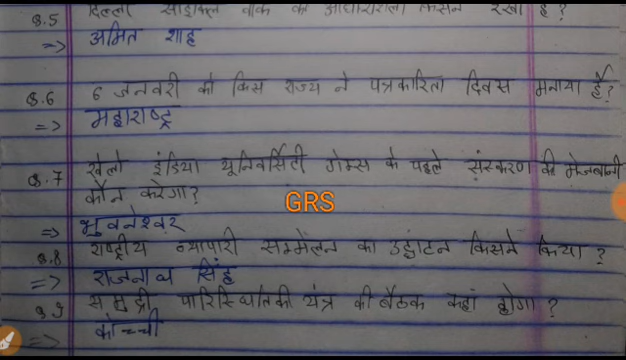 Q.5 दिल्ली साइकिल वॉक की आधारशिला किसने रखी है?
=> अमित शाह
Q.6 6 जनवरी को किस राज्य ने पत्रकारिता दिवस मनाया है?
=> महाराष्ट्र
Q.7 खेलो इंडिया यूनिवर्सिटी गेम्स के पहले संस्करण की मेजबानी
कौन करेगा?
GRS
=> भुवनेश्वर
Q.8 राष्ट्रीय व्यापारी सम्मेलन का उद्घाटन किसने किया?
=> राजनाथ सिंह
Q.9 समुद्री पारिस्थितिकी यंत्र की बैठक कहां होगा?
=> कोच्ची